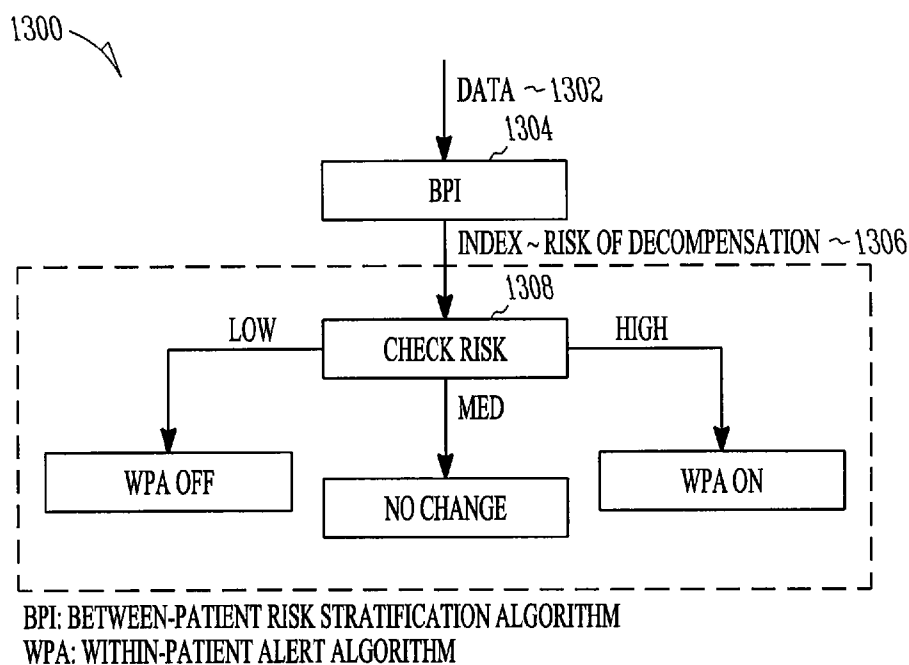 1300
DATA ~1302
1304
BPI
INDEX ~ RISK OF DECOMPENSATION ~1306
1308
LOW
CHECK RISK
HIGH
MED
WPA OFF
NO CHANGE
WPA ON
BPI: BETWEEN-PATIENT RISK STRATIFICATION ALGORITHM
WPA: WITHIN-PATIENT ALERT ALGORITHM